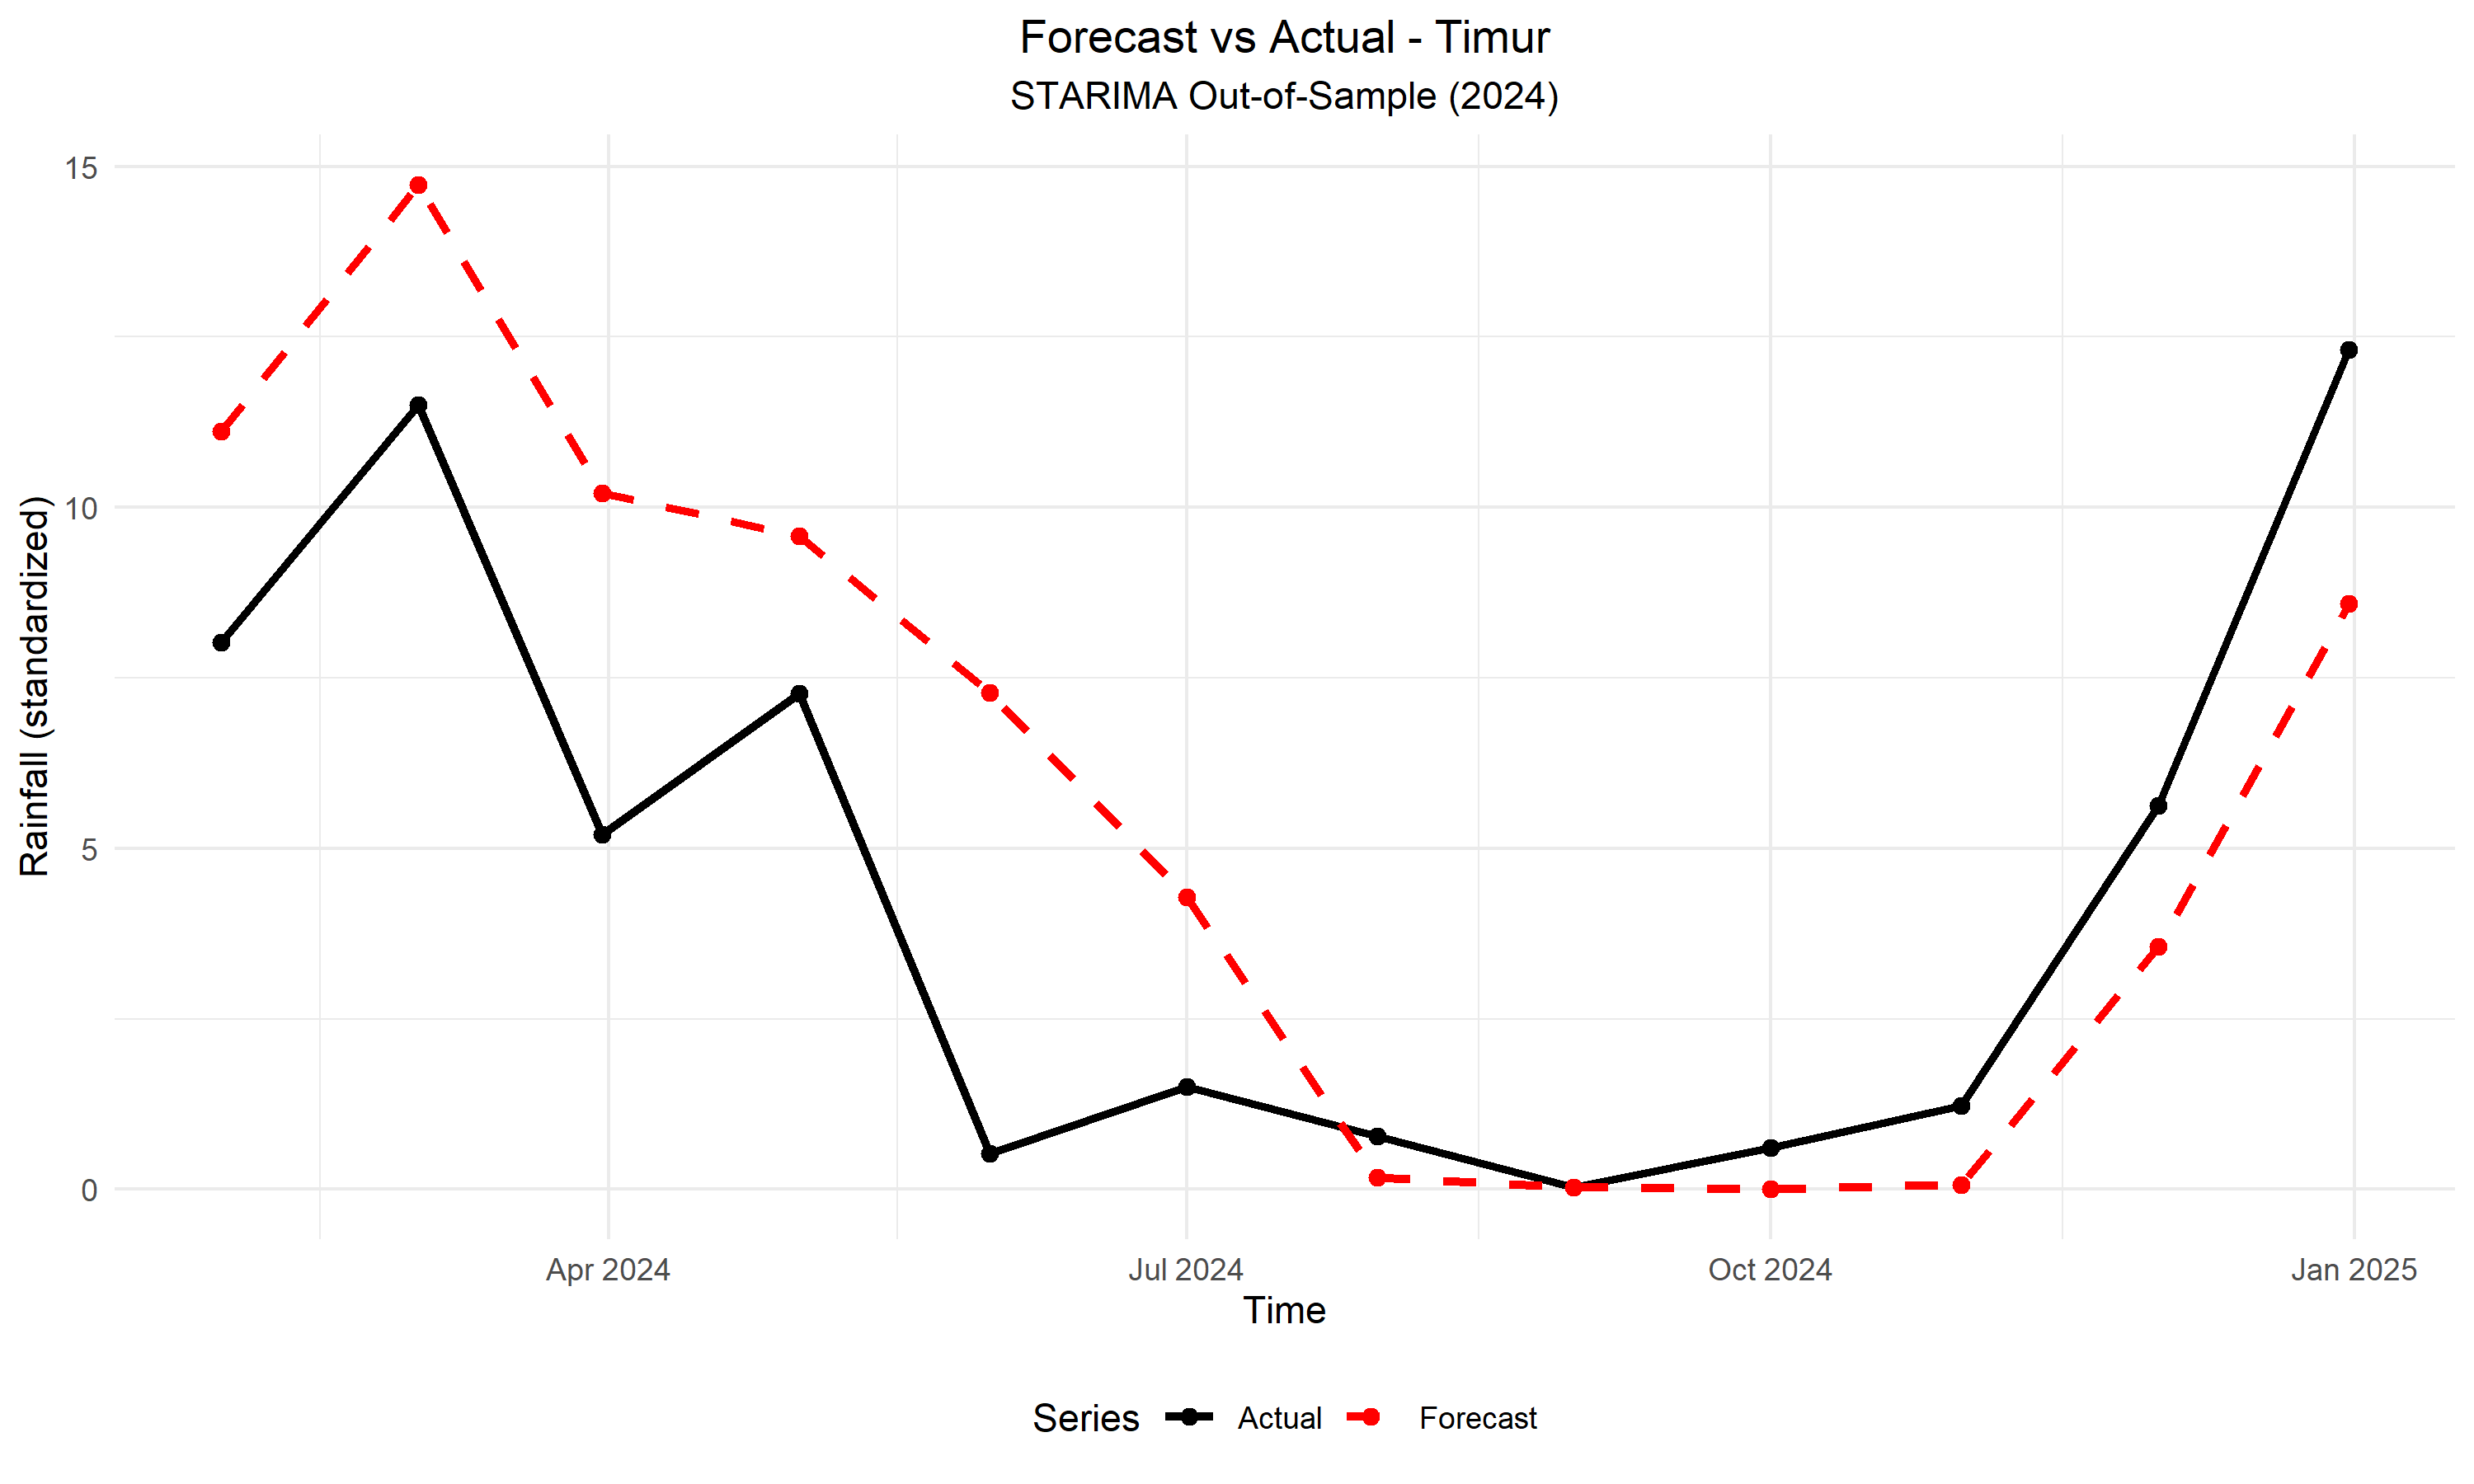 Forecast vs Actual - Timur
STARIMA Out-of-Sample (2024)
Rainfall (standardized)
15
10
5
0
Apr 2024
Jul 2024
Oct 2024
Jan 2025
Time
Series
Actual
Forecast